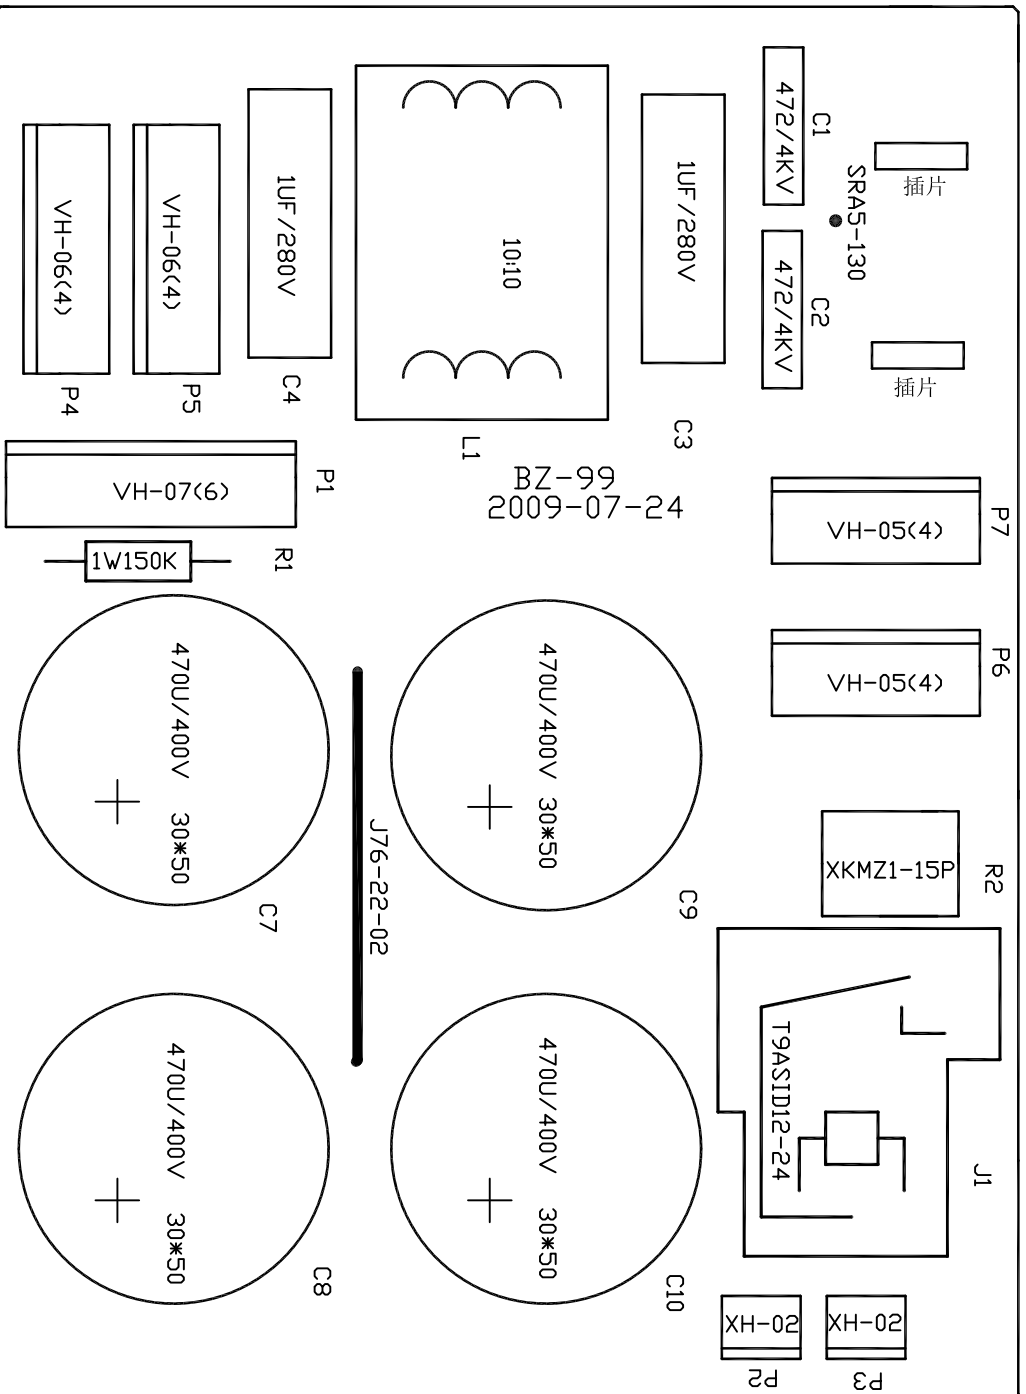 472/4KV
C1
插片
SRA5-130
1UF/280V
1UF/280V
VH-06(4)
VH-06(4)
10:10
472/4KV
C2
插片
P4
P5
C4
L1
C3
BZ-99
2009-07-24
VH-07(6)
P1
VH-05(4)
P7
1W150K
R1
470U/400V 30*50
C7
470U/400V 30*50
C9
VH-05(4)
P6
J76-22-02
XKMZ1-15P
R2
470U/400V 30*50
C8
470U/400V 30*50
C10
T9ASID12-24
J1
XH-02
P2
XH-02
P3